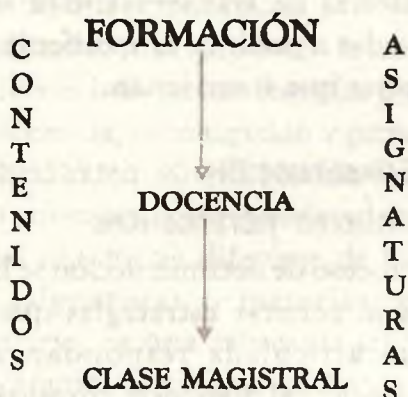 FORMACIÓN
CONTENIDOS
ASIGNATURAS
DOCENCIA
CLASE MAGISTRAL